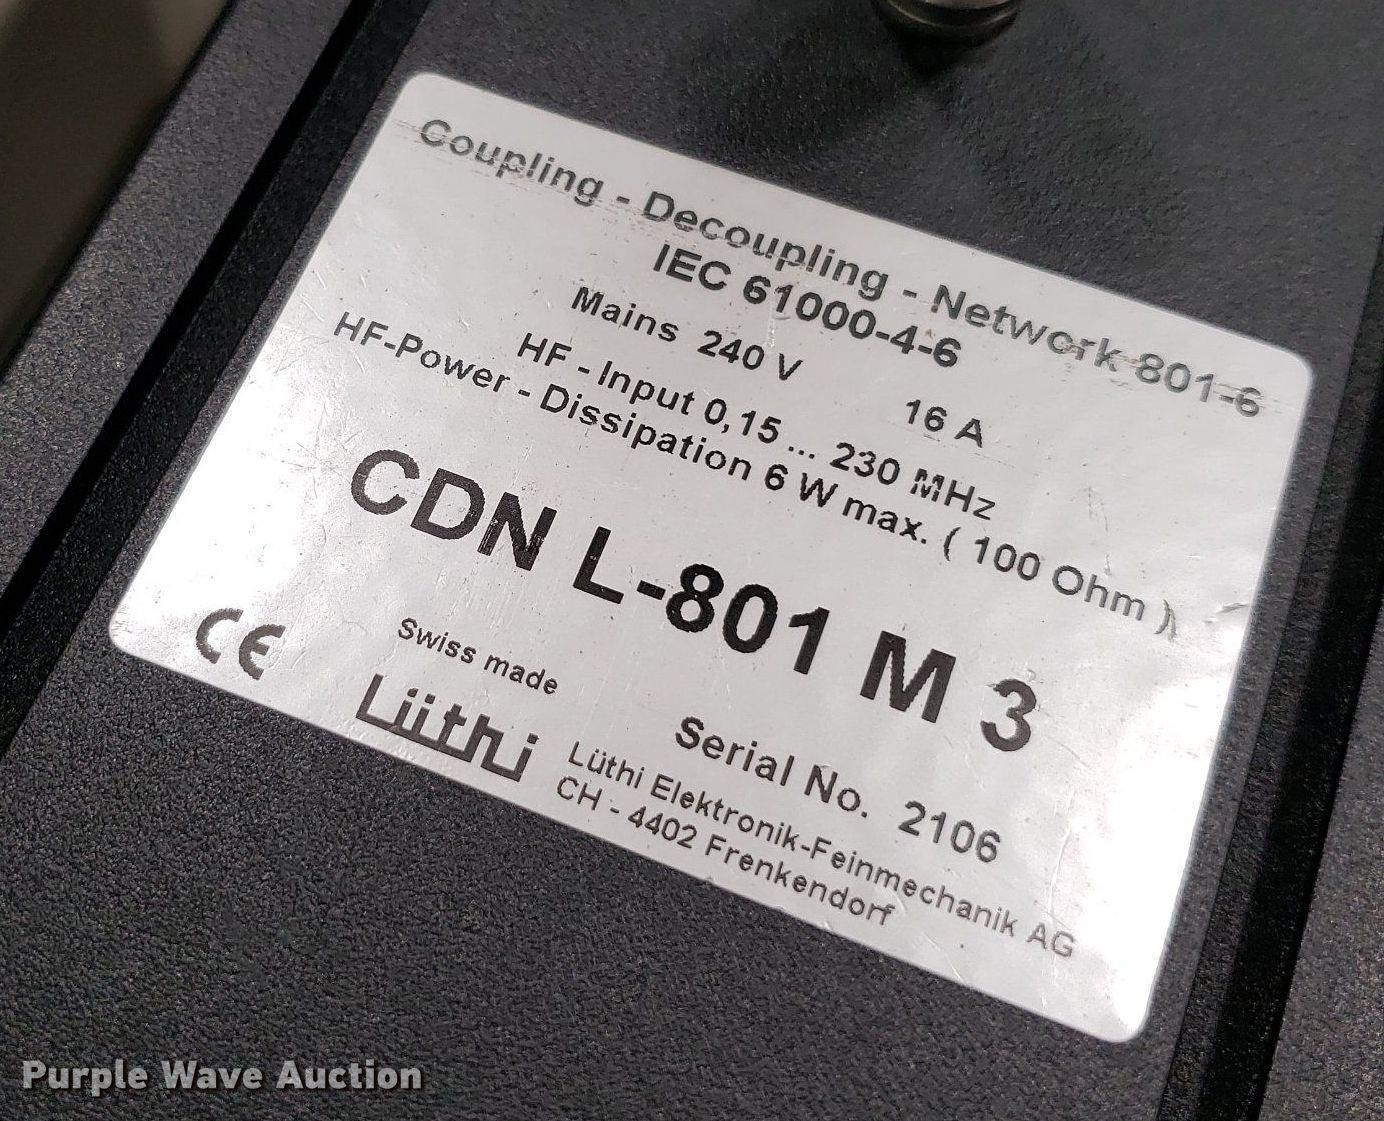 Coupling - Decoupling - Network 801-6
IEC 61000-4-6
Mains 240 V 16 A
HF - Input 0,15 ... 230 MHz
HF-Power - Dissipation 6 W max. ( 100 Ohm )
CDN L-801 M 3
CE
Swiss made
Serial No. 2106
Lüthi
Lüthi Elektronik-Feinmechanik AG
CH - 4402 Frenkendorf
Purple Wave Auction